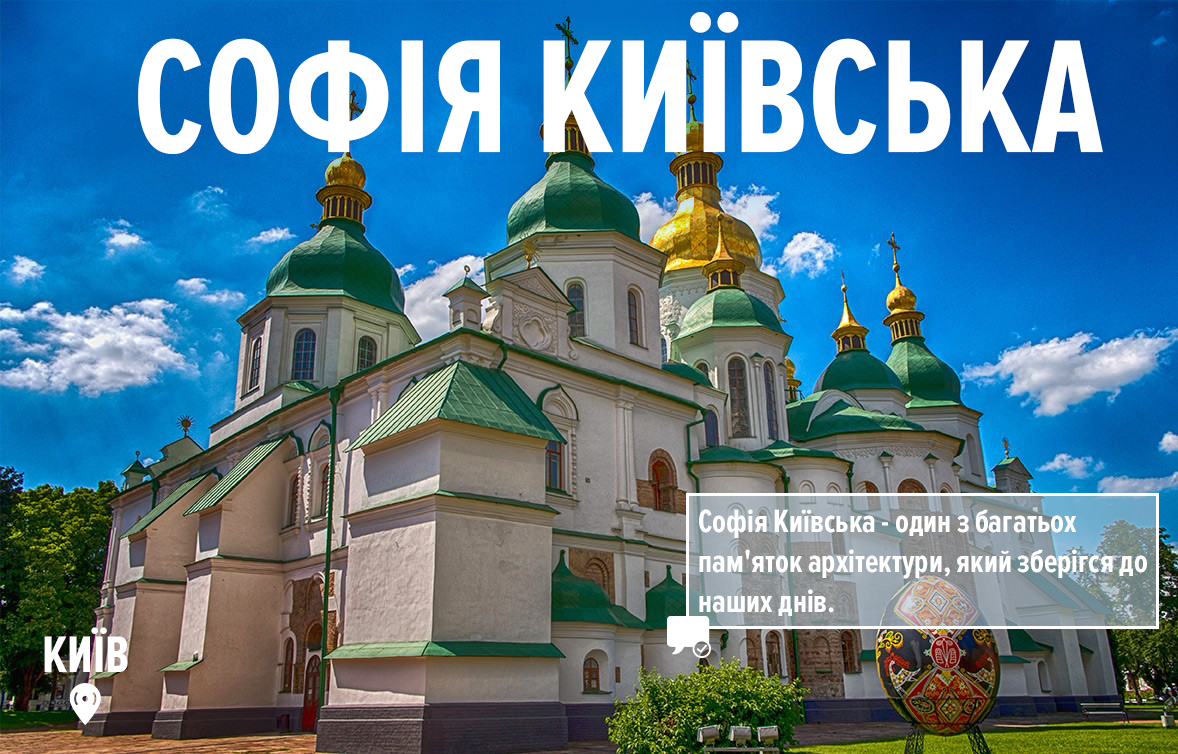 СОФІЯ КИЇВСЬКА
Софія Київська - один з багатьох
пам'яток архітектури, який зберігся до
наших днів.
КИЇВ